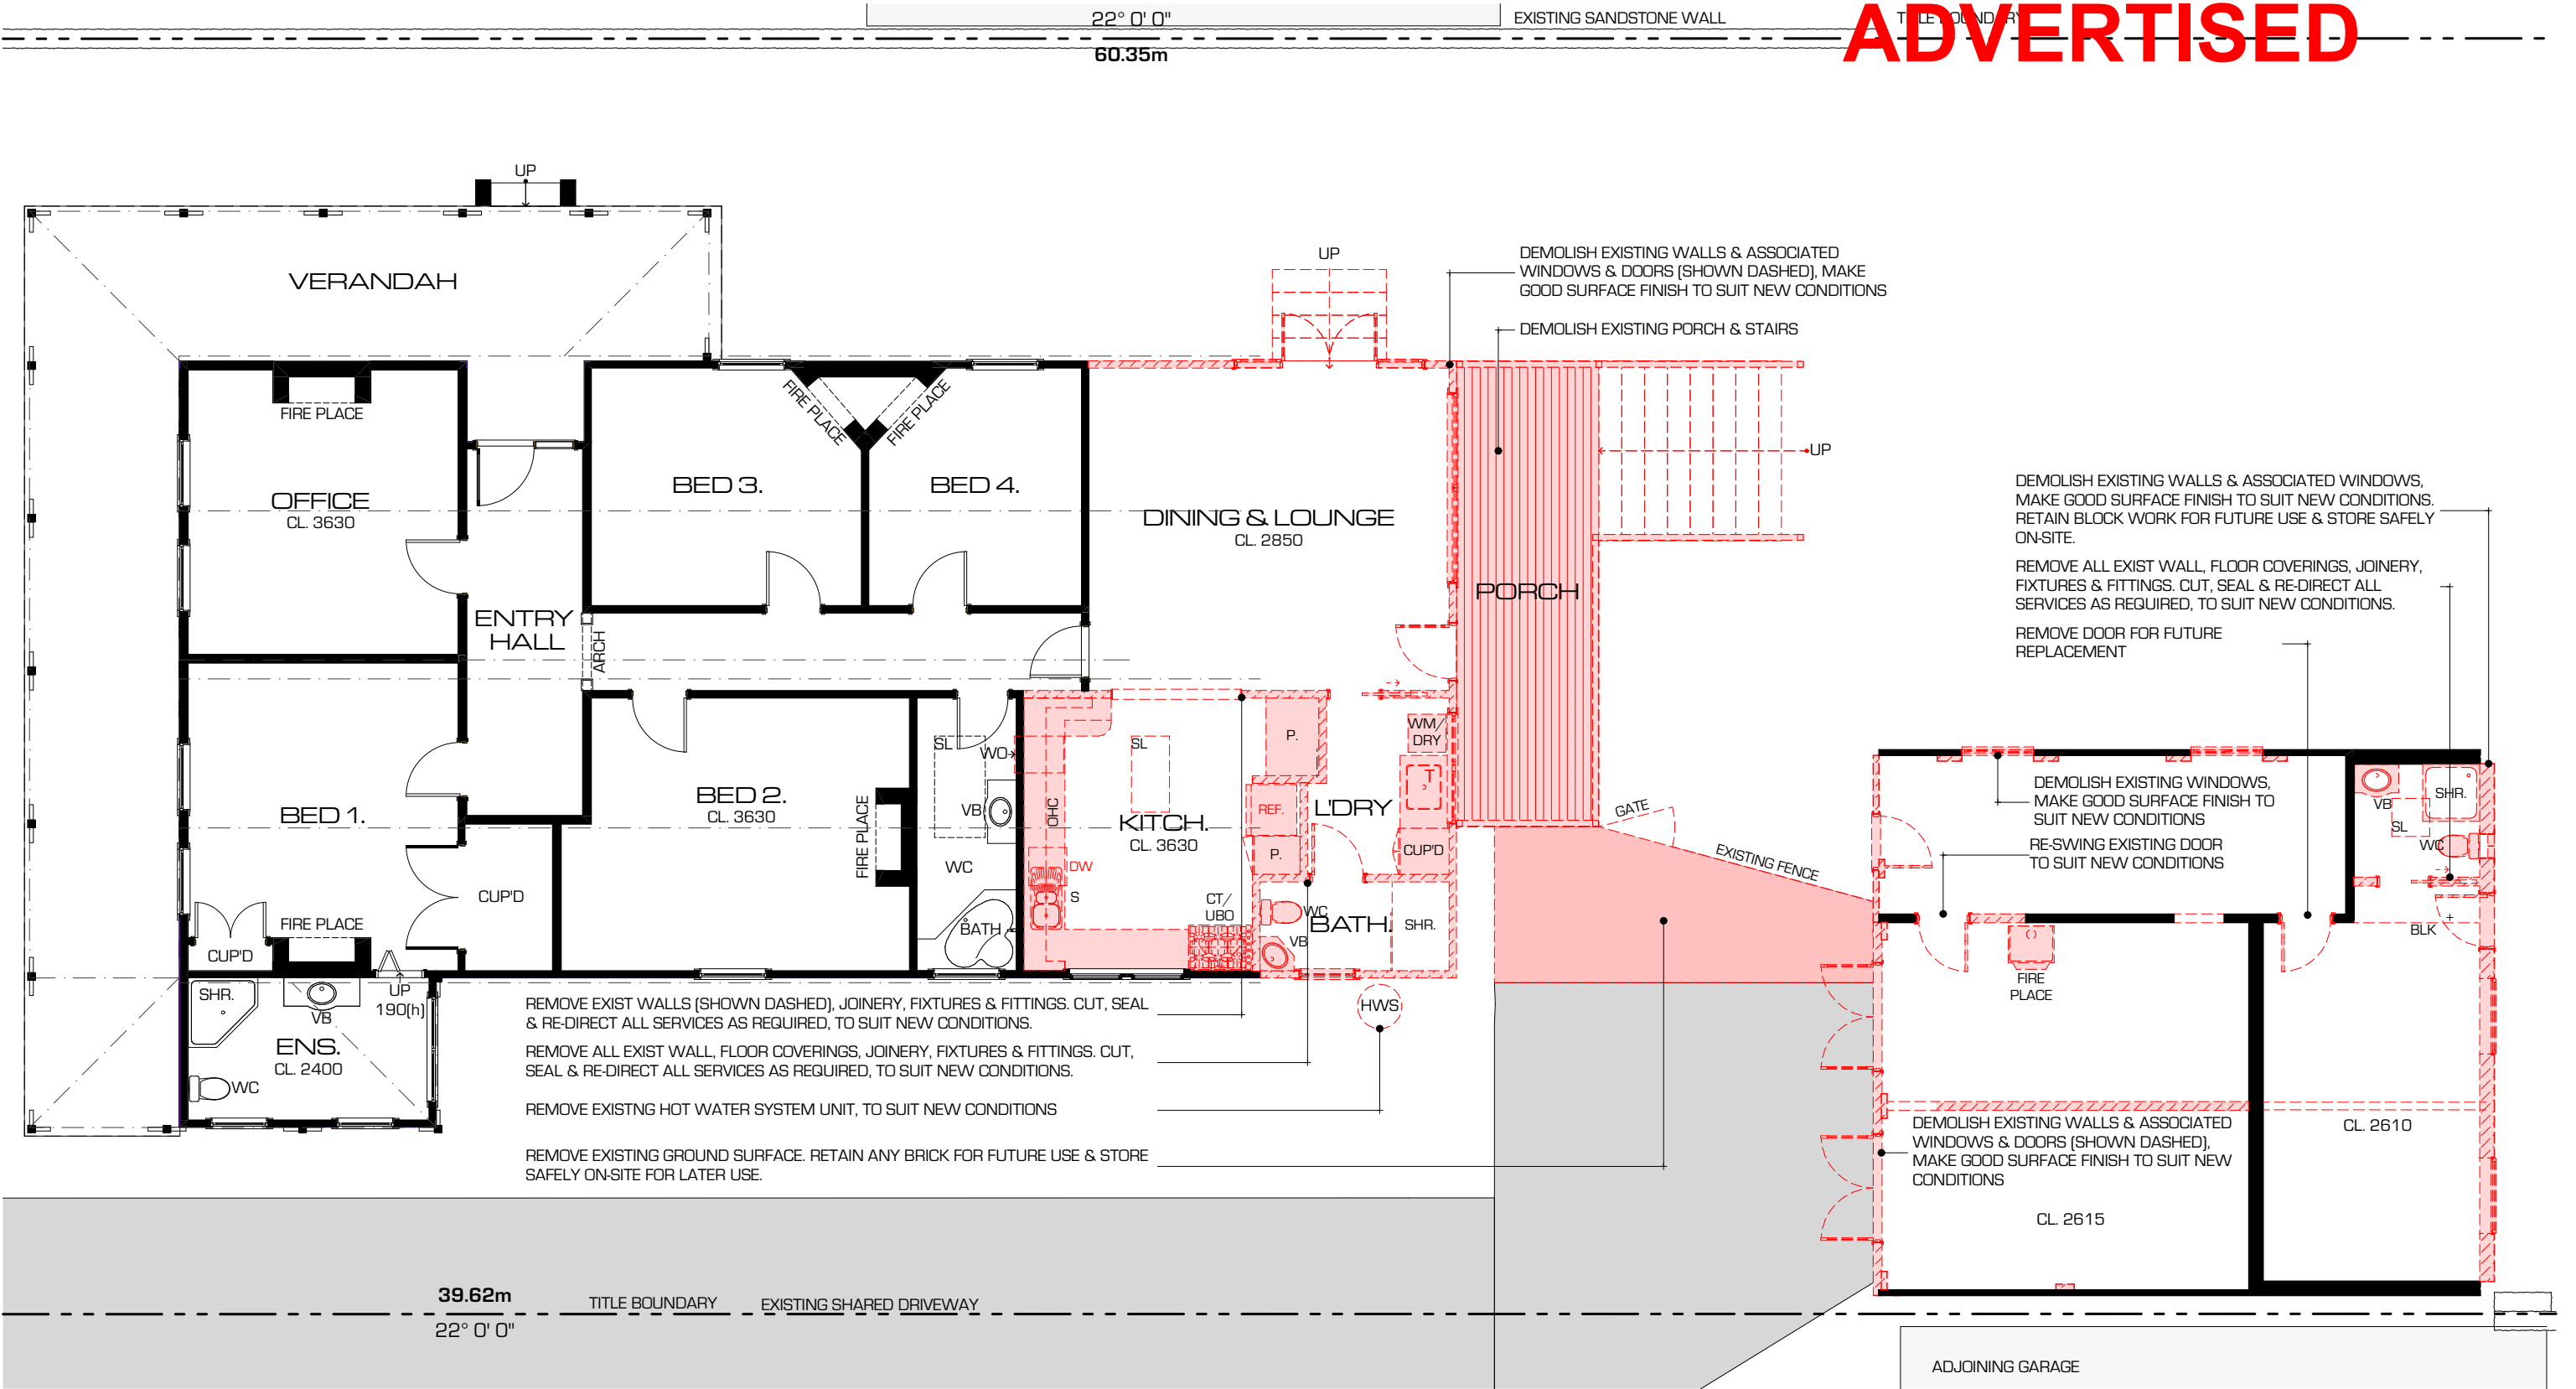 22° 0' 0"
EXISTING SANDSTONE WALL
TITLE BOUNDARY
ADVERTISED
60.35m
UP
VERANDAH
UP
DEMOLISH EXISTING WALLS & ASSOCIATED
WINDOWS & DOORS (SHOWN DASHED), MAKE
GOOD SURFACE FINISH TO SUIT NEW CONDITIONS
DEMOLISH EXISTING PORCH & STAIRS
FIRE PLACE
FIRE PLACE
FIRE PLACE
UP
OFFICE
CL. 3630
BED 3.
BED 4.
DINING & LOUNGE
CL. 2850
DEMOLISH EXISTING WALLS & ASSOCIATED WINDOWS,
MAKE GOOD SURFACE FINISH TO SUIT NEW CONDITIONS.
RETAIN BLOCK WORK FOR FUTURE USE & STORE SAFELY
ON-SITE.
REMOVE ALL EXIST WALL, FLOOR COVERINGS, JOINERY,
FIXTURES & FITTINGS. CUT, SEAL & RE-DIRECT ALL
SERVICES AS REQUIRED, TO SUIT NEW CONDITIONS.
REMOVE DOOR FOR FUTURE
REPLACEMENT
PORCH
ENTRY
HALL
ARCH
SL
WO
SL
P.
WM/
DRY
T
BED 1.
BED 2.
CL. 3630
FIRE PLACE
VB
WC
OHC
KITCH.
CL. 3630
REF.
P.
L'DRY
CUP'D
GATE
EXISTING FENCE
DEMOLISH EXISTING WINDOWS,
MAKE GOOD SURFACE FINISH TO
SUIT NEW CONDITIONS
RE-SWING EXISTING DOOR
TO SUIT NEW CONDITIONS
VB
SHR.
SL
WC
DW
S
CT/
UBO
WC
BATH.
SHR.
VB
CUP'D
FIRE PLACE
CUP'D
BATH
BLK
FIRE
PLACE
SHR.
VB
UP
190(h)
ENS.
CL. 2400
WC
HWS
REMOVE EXIST WALLS (SHOWN DASHED), JOINERY, FIXTURES & FITTINGS. CUT, SEAL
& RE-DIRECT ALL SERVICES AS REQUIRED, TO SUIT NEW CONDITIONS.
REMOVE ALL EXIST WALL, FLOOR COVERINGS, JOINERY, FIXTURES & FITTINGS. CUT,
SEAL & RE-DIRECT ALL SERVICES AS REQUIRED, TO SUIT NEW CONDITIONS.
REMOVE EXISTNG HOT WATER SYSTEM UNIT, TO SUIT NEW CONDITIONS
REMOVE EXISTING GROUND SURFACE. RETAIN ANY BRICK FOR FUTURE USE & STORE
SAFELY ON-SITE FOR LATER USE.
DEMOLISH EXISTING WALLS & ASSOCIATED
WINDOWS & DOORS (SHOWN DASHED),
MAKE GOOD SURFACE FINISH TO SUIT NEW
CONDITIONS
CL. 2610
CL. 2615
39.62m
22° 0' 0"
TITLE BOUNDARY
EXISTING SHARED DRIVEWAY
ADJOINING GARAGE